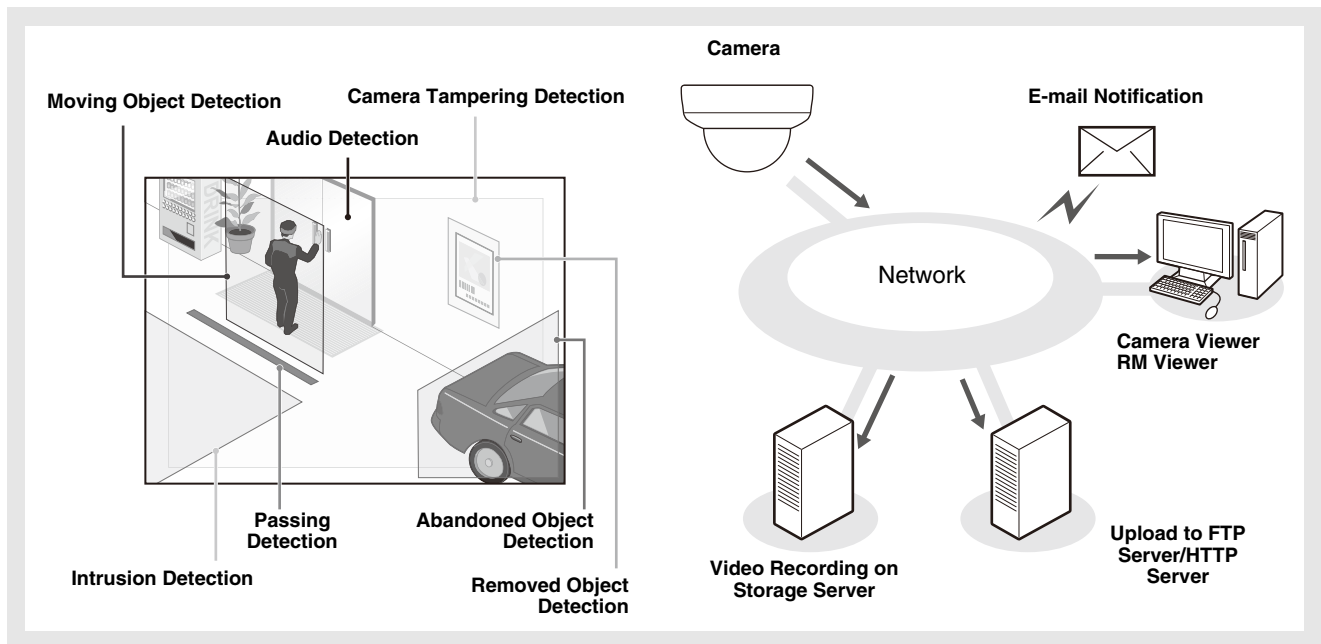 Camera
Moving Object Detection
Camera Tampering Detection
Audio Detection
E-mail Notification
Network
Camera Viewer
RM Viewer
Passing
Detection
Abandoned Object
Detection
Intrusion Detection
Removed Object
Detection
Video Recording on
Storage Server
Upload to FTP
Server/HTTP
Server